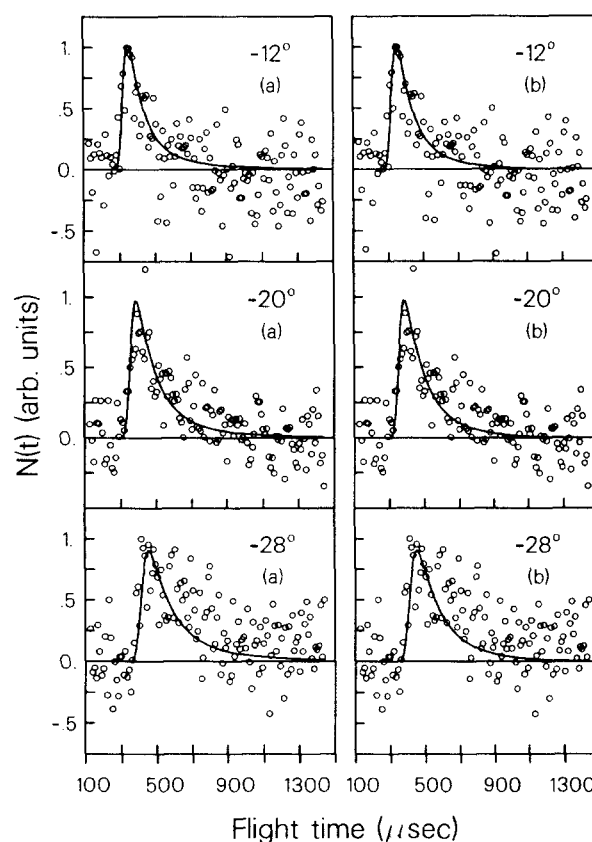 -12°
(a)
-12°
(b)
1.
.5
0.
-.5
-20°
(a)
-20°
(b)
1.
.5
0.
-28°
(a)
-28°
(b)
1.
.5
0.
-.5
N(t) (arb. units)
100 500 900 1300 100 500 900 1300
Flight time (μsec)